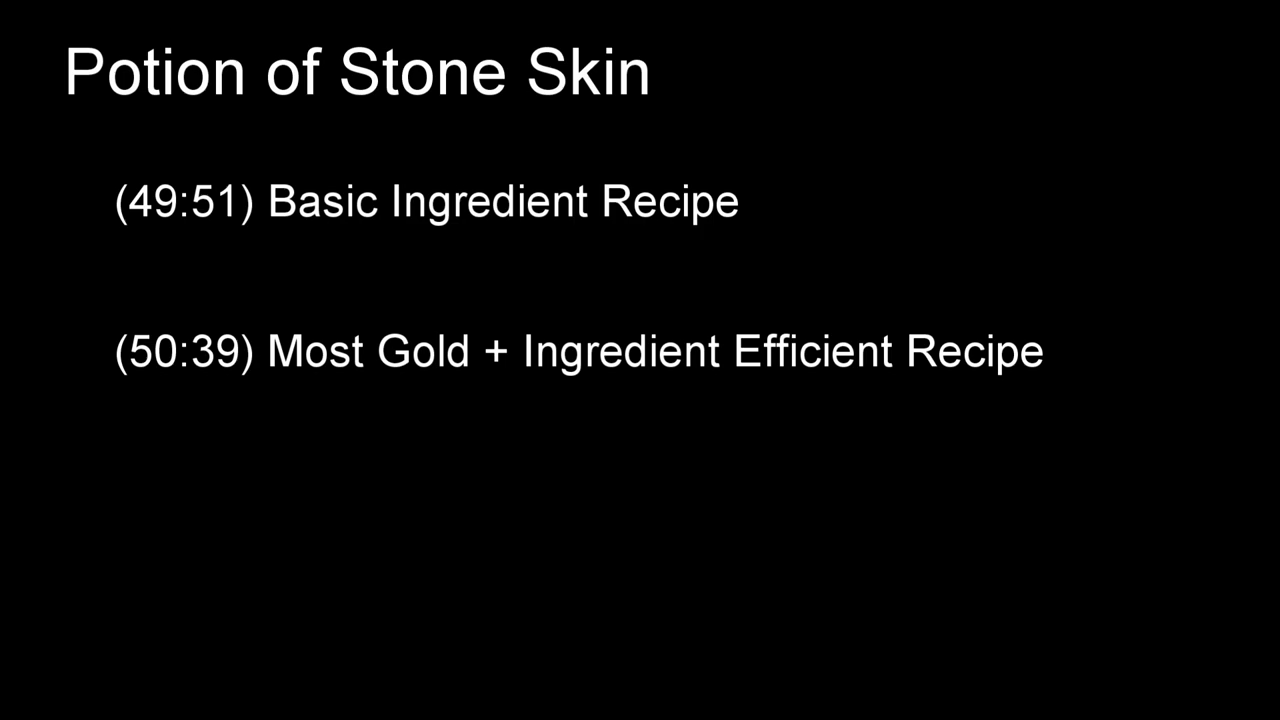 Potion of Stone Skin
(49:51) Basic Ingredient Recipe
(50:39) Most Gold + Ingredient Efficient Recipe